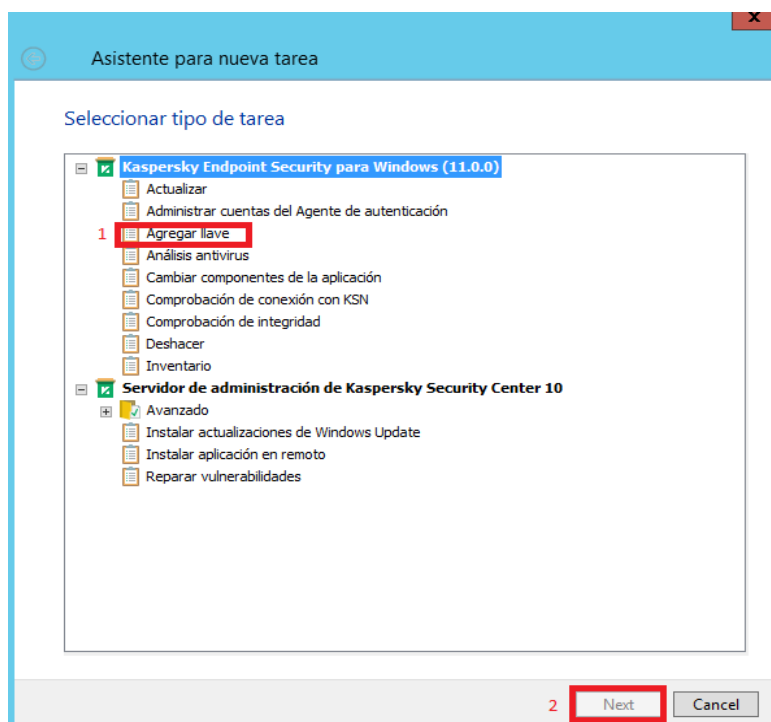 x
Asistente para nueva tarea
Seleccionar tipo de tarea
Kaspersky Endpoint Security para Windows (11.0.0)
Actualizar
Administrar cuentas del Agente de autenticación
1 Agregar llave
Análisis antivirus
Cambiar componentes de la aplicación
Comprobación de conexión con KSN
Comprobación de integridad
Deshacer
Inventario
Servidor de administración de Kaspersky Security Center 10
Avanzado
Instalar actualizaciones de Windows Update
Instalar aplicación en remoto
Reparar vulnerabilidades
2 Next Cancel